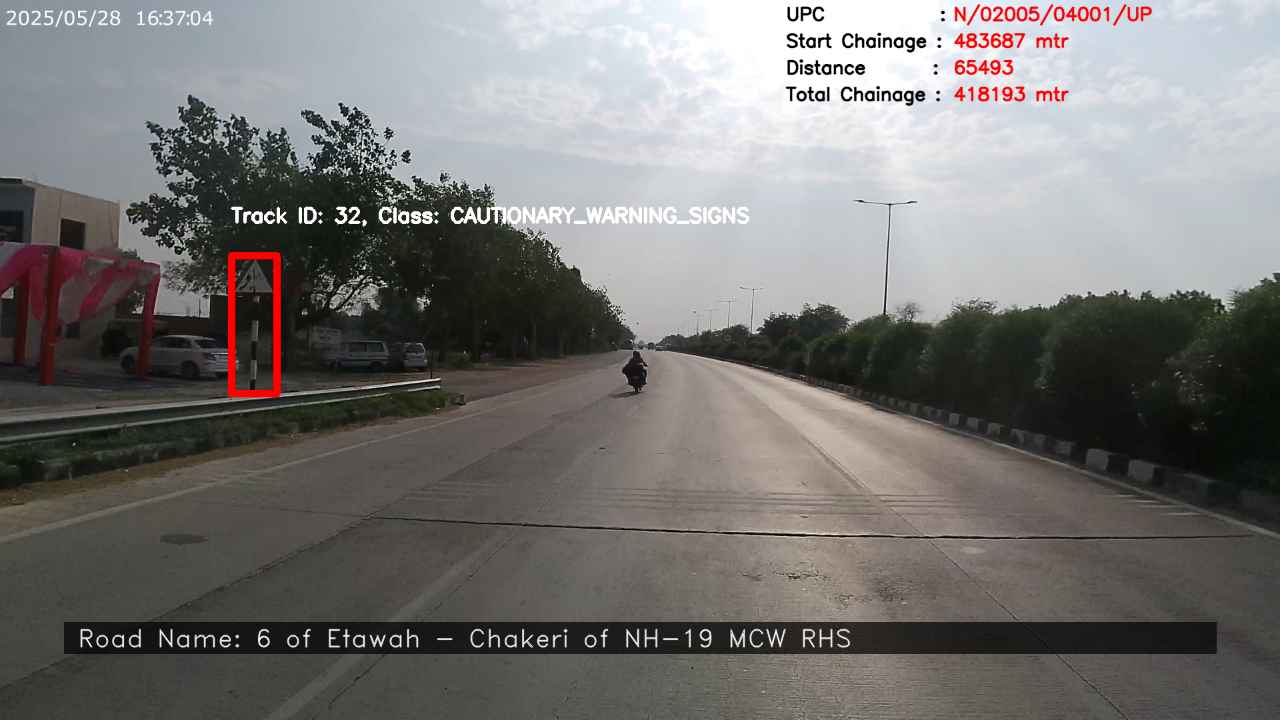 2025/05/28 16:37:04
UPC : N/02005/04001/UP
Start Chainage : 483687 mtr
Distance : 65493
Total Chainage : 418193 mtr
Track ID: 32, Class: CAUTIONARY_WARNING_SIGNS
Road Name: 6 of Etawah - Chakeri of NH-19 MCW RHS